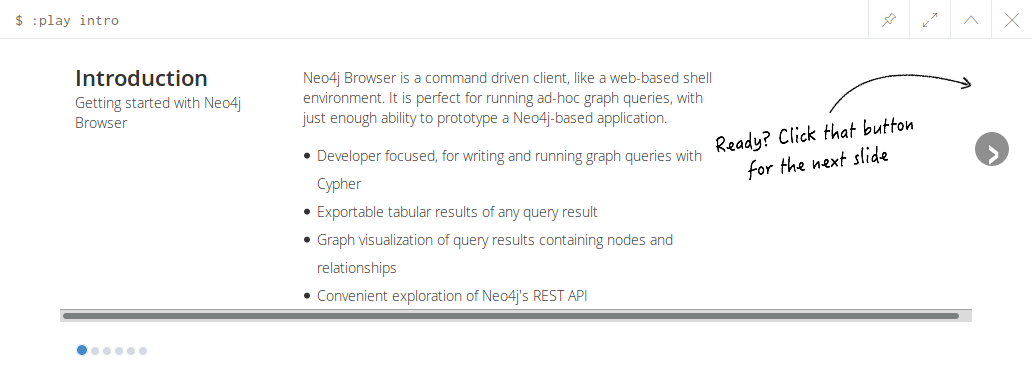 $ :play intro
Introduction
Getting started with Neo4j
Browser
Neo4j Browser is a command driven client, like a web-based shell
environment. It is perfect for running ad-hoc graph queries, with
just enough ability to prototype a Neo4j-based application.
Ready? Click that button
for the next slide
• Developer focused, for writing and running graph queries with
Cypher
• Exportable tabular results of any query result
• Graph visualization of query results containing nodes and
relationships
• Convenient exploration of Neo4j's REST API